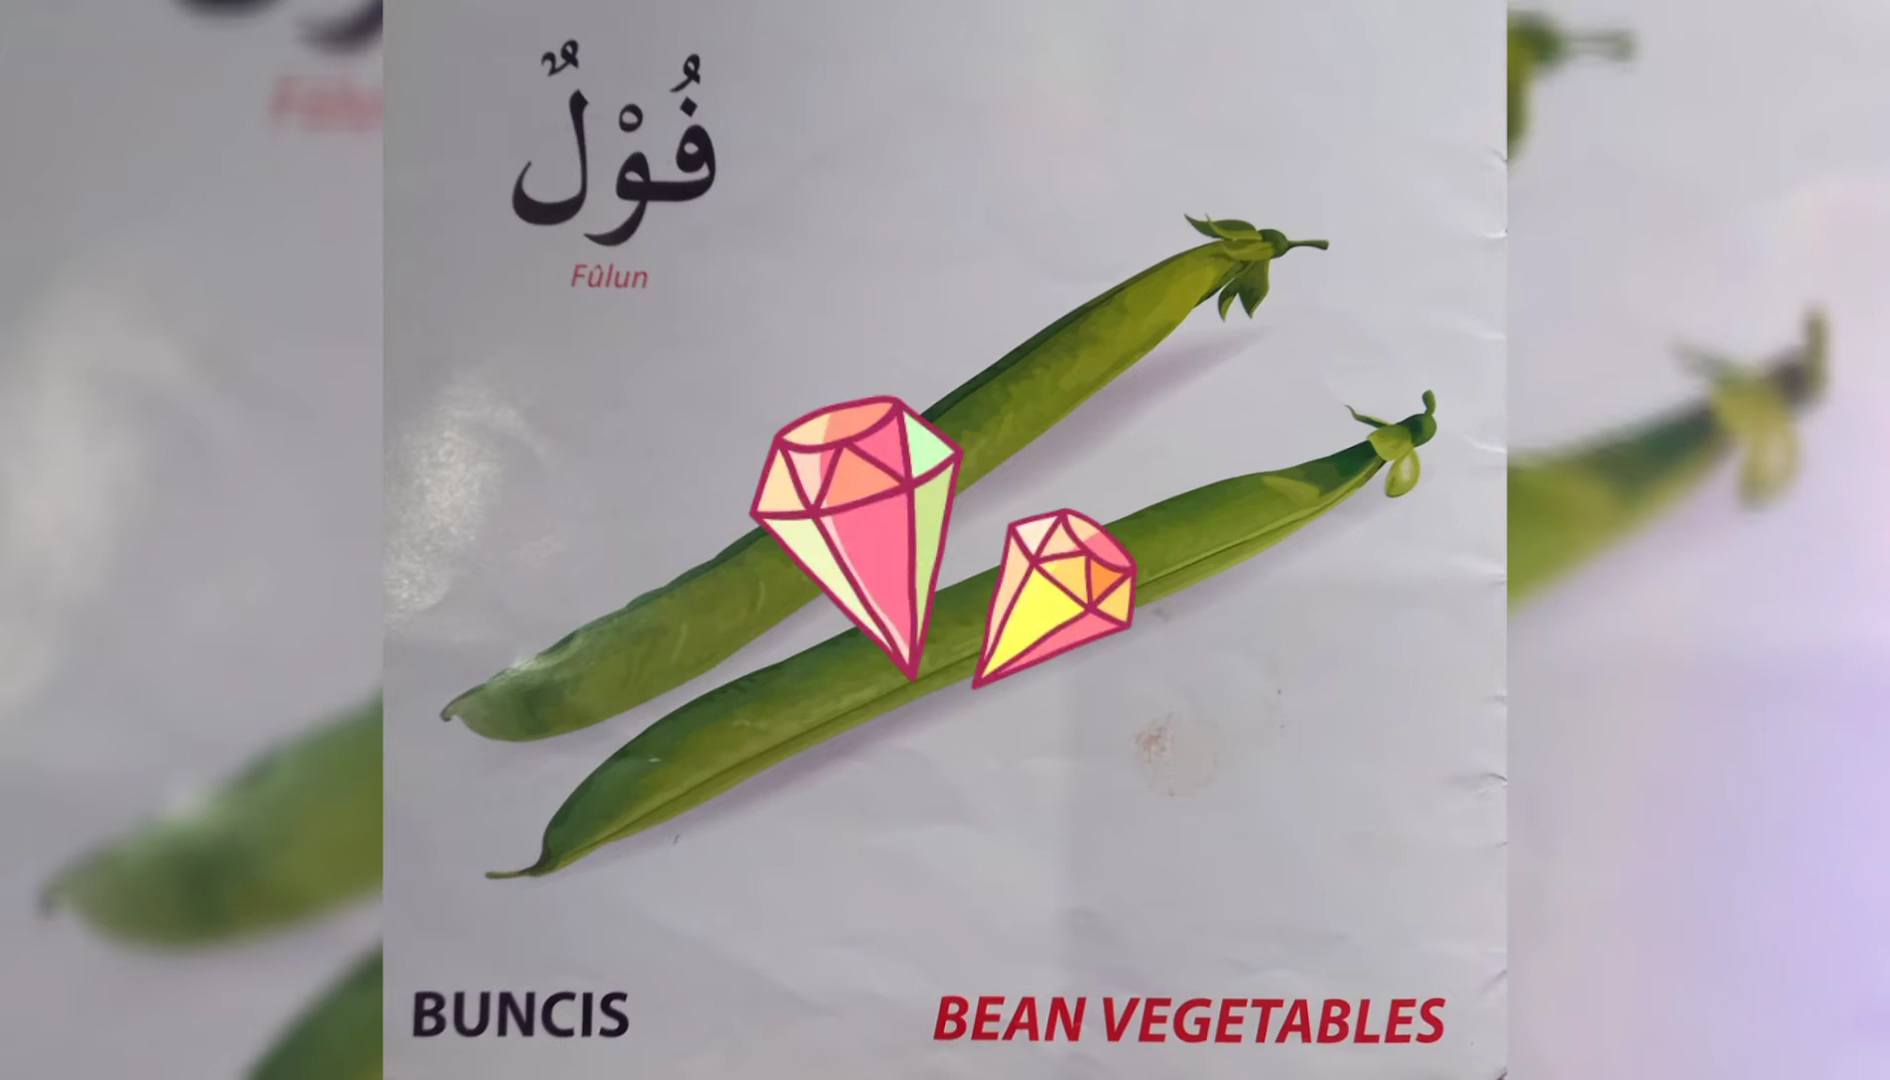 فُوْلٌ
Fûlun
BUNCIS
BEAN VEGETABLES